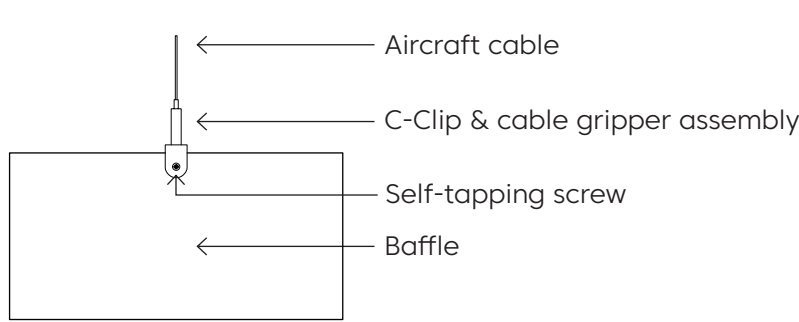 Aircraft cable
C-Clip & cable gripper assembly
Self-tapping screw
Baffle